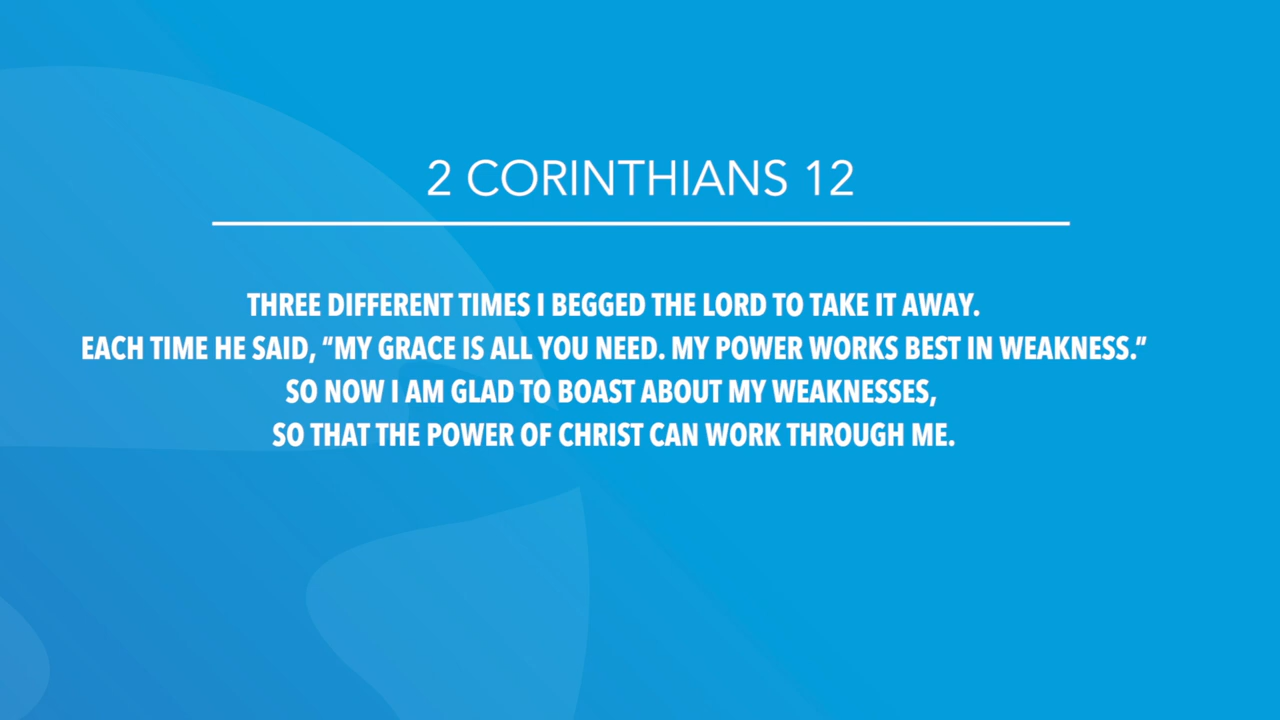 2 CORINTHIANS 12
THREE DIFFERENT TIMES I BEGGED THE LORD TO TAKE IT AWAY.
EACH TIME HE SAID, “MY GRACE IS ALL YOU NEED. MY POWER WORKS BEST IN WEAKNESS.”
SO NOW I AM GLAD TO BOAST ABOUT MY WEAKNESSES,
SO THAT THE POWER OF CHRIST CAN WORK THROUGH ME.